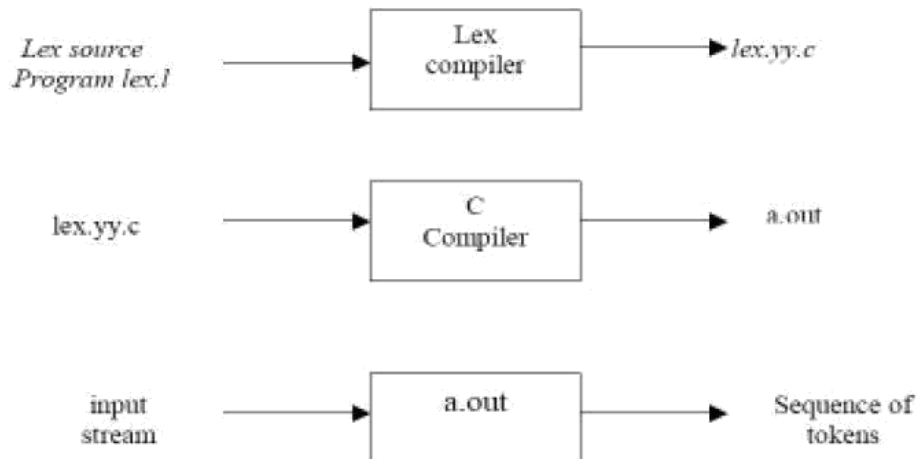 Lex source
Program lex.l
Lex
compiler
lex.yy.c
lex.yy.c
C
Compiler
a.out
input
stream
a.out
Sequence of
tokens